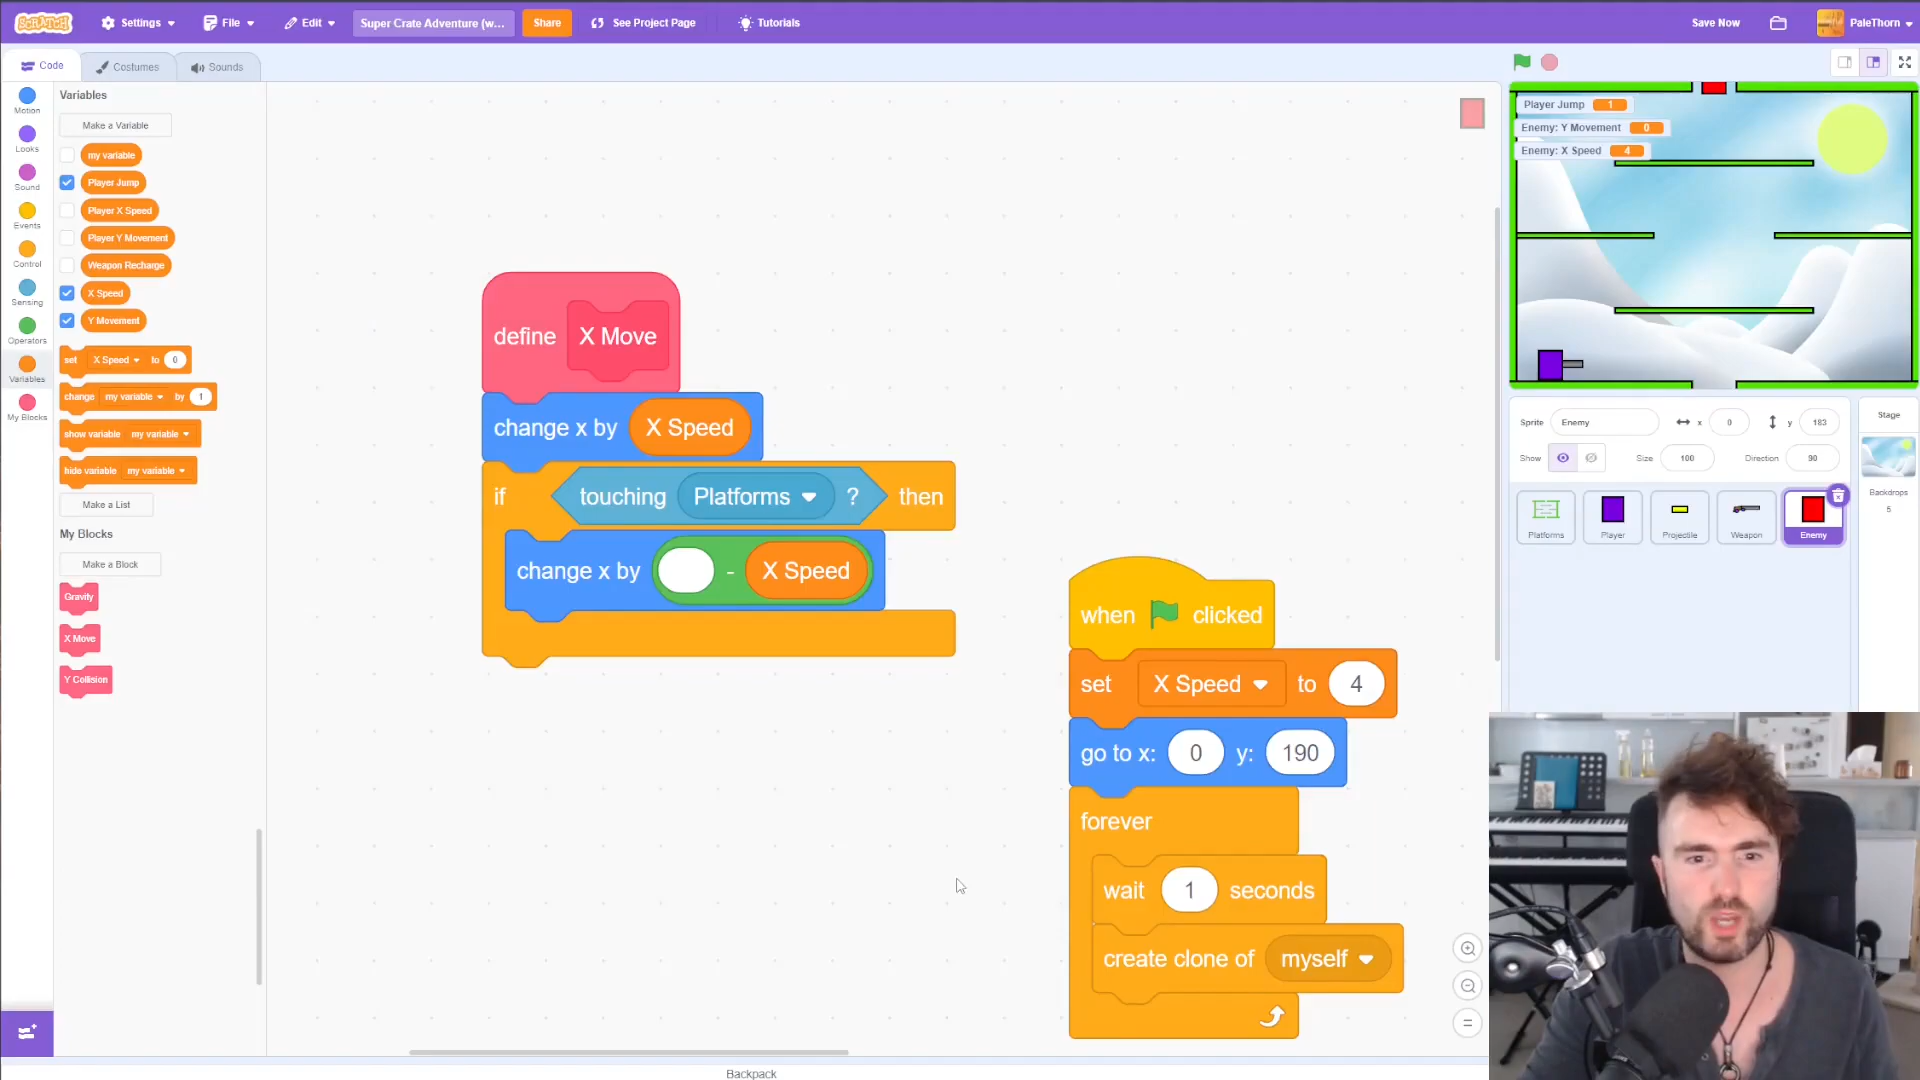 SCRATCH
Settings
File
Edit
Super Crate Adventure (w...
Share
See Project Page
Tutorials
Save Now
PaleThorn
Code
Costumes
Sounds
Motion
Looks
Sound
Events
Control
Sensing
Operators
Variables
My Blocks
Variables
Make a Variable
my variable
Player Jump
Player X Speed
Player Y Movement
Weapon Recharge
X Speed
Y Movement
set X Speed to 0
change my variable by 1
show variable my variable
hide variable my variable
Make a List
My Blocks
Make a Block
Gravity
X Move
Y Collision
define X Move
change x by X Speed
if touching Platforms ? then
change x by - X Speed
when clicked
set X Speed to 4
go to x: 0 y: 190
forever
wait 1 seconds
create clone of myself
Backpack
Player Jump 1
Enemy: Y Movement 0
Enemy: X Speed 4
Sprite Enemy x 0 y 183
Show Size 100 Direction 90
Platforms
Player
Projectile
Weapon
Enemy
Stage
Backdrops
5